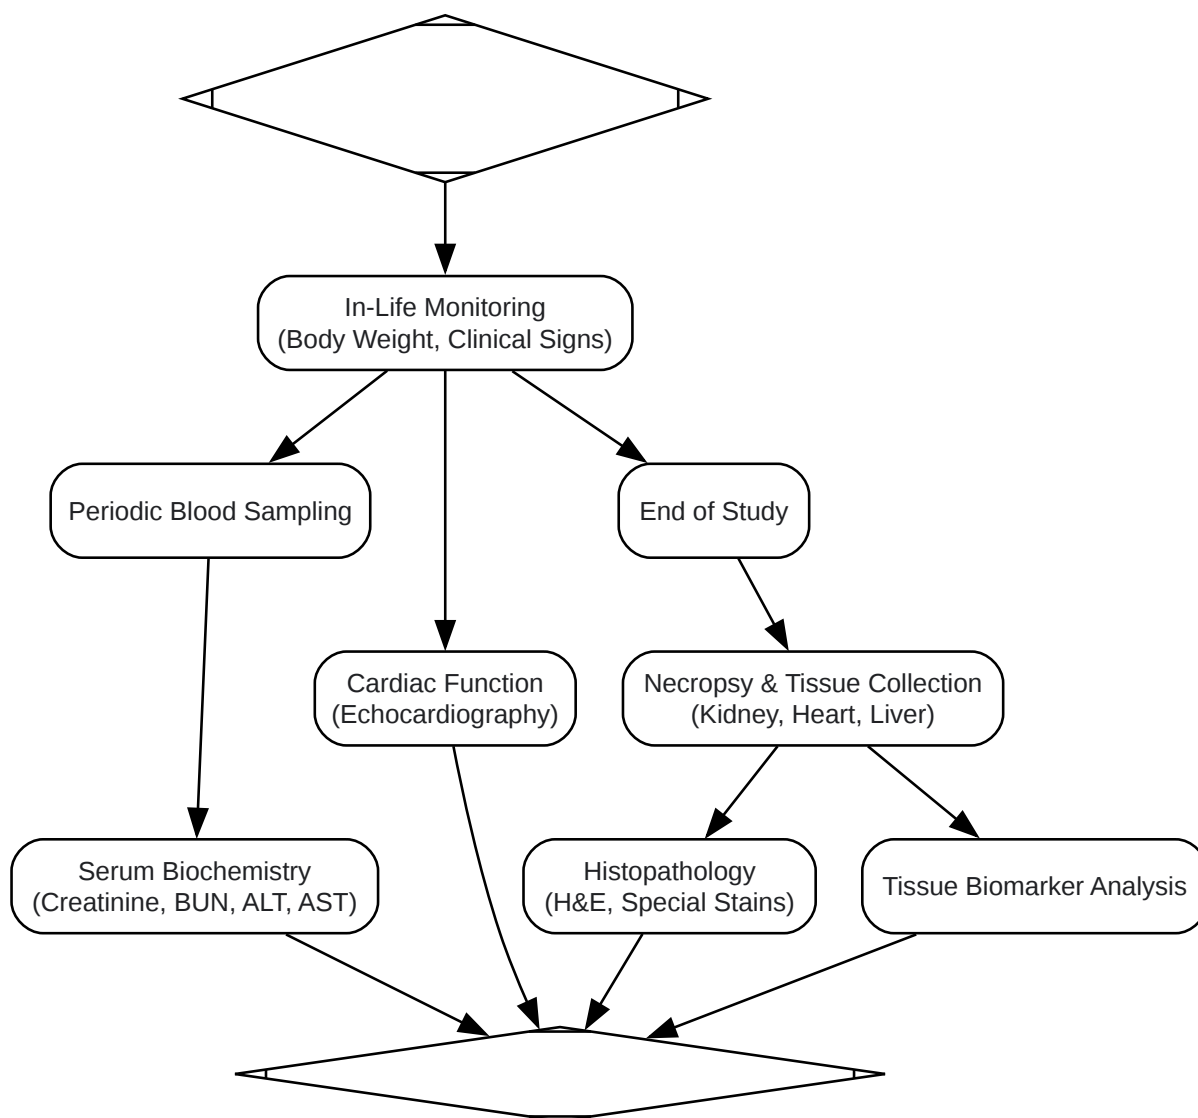 In-Life Monitoring
(Body Weight, Clinical Signs)
Periodic Blood Sampling
End of Study
Cardiac Function
(Echocardiography)
Necropsy & Tissue Collection
(Kidney, Heart, Liver)
Serum Biochemistry
(Creatinine, BUN, ALT, AST)
Histopathology
(H&E, Special Stains)
Tissue Biomarker Analysis